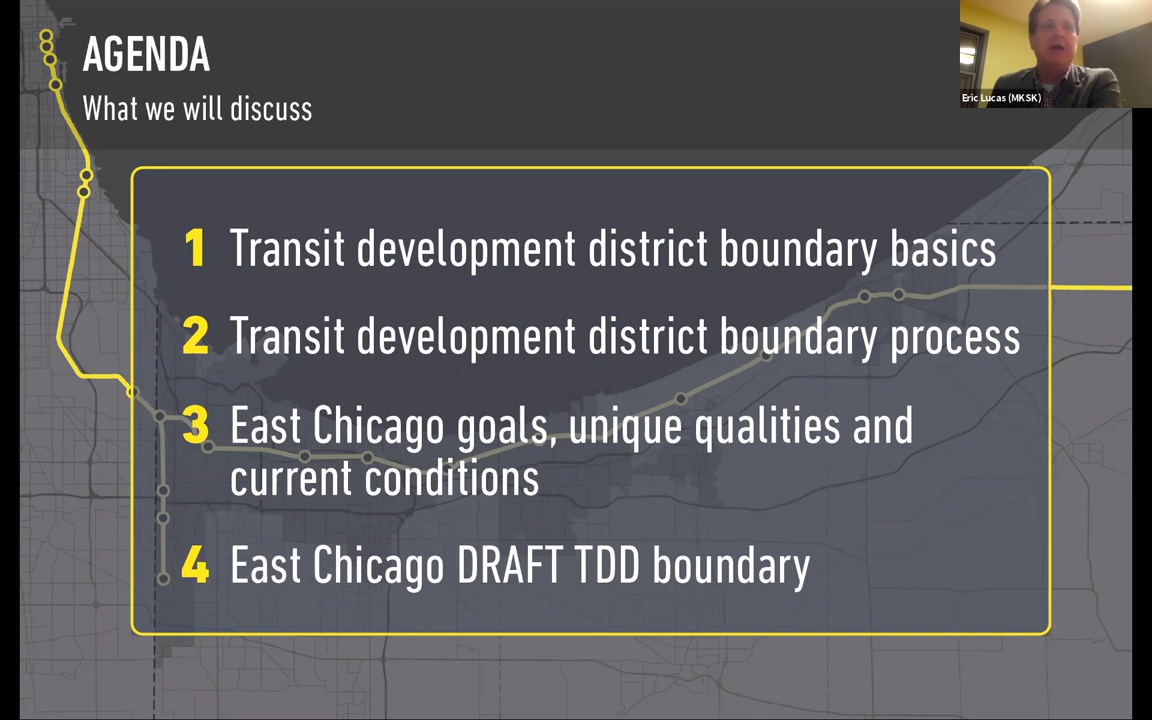 AGENDA
What we will discuss
Eric Lucas (MKSK)
1 Transit development district boundary basics
2 Transit development district boundary process
3 East Chicago goals, unique qualities and
current conditions
4 East Chicago DRAFT TDD boundary